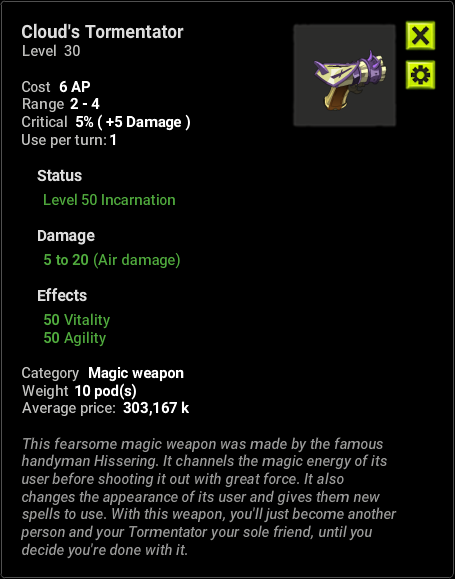 Cloud's Tormentator
Level 30
Cost 6 AP
Range 2 - 4
Critical 5% ( +5 Damage )
Use per turn: 1
Status
Level 50 Incarnation
Damage
5 to 20 (Air damage)
Effects
50 Vitality
50 Agility
Category Magic weapon
Weight 10 pod(s)
Average price: 303,167 k
This fearsome magic weapon was made by the famous
handyman Hissering. It channels the magic energy of its
user before shooting it out with great force. It also
changes the appearance of its user and gives them new
spells to use. With this weapon, you'll just become another
person and your Tormentator your sole friend, until you
decide you're done with it.